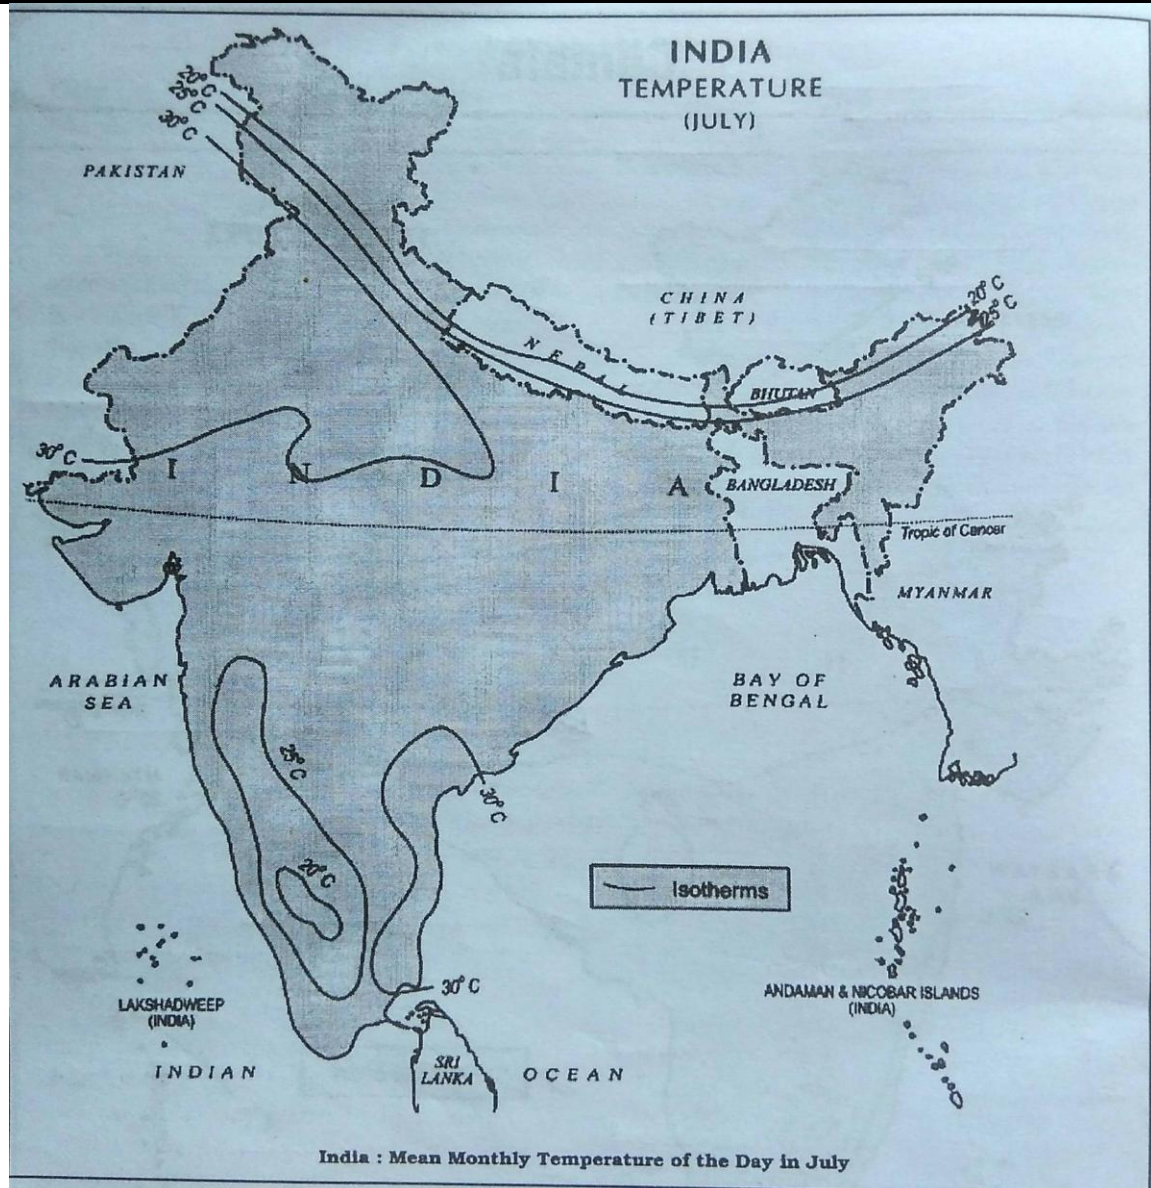 INDIA
TEMPERATURE
(JULY)
20° C
25° C
30° C
PAKISTAN
CHINA
(TIBET)
20° C
25° C
NEPAL
BHUTAN
30° C
I N D I A
BANGLADESH
Tropic of Cancer
MYANMAR
ARABIAN
SEA
BAY OF
BENGAL
25° C
30° C
20° C
Isotherms
30° C
LAKSHADWEEP
(INDIA)
ANDAMAN & NICOBAR ISLANDS
(INDIA)
INDIAN OCEAN
SRI
LANKA
India : Mean Monthly Temperature of the Day in July